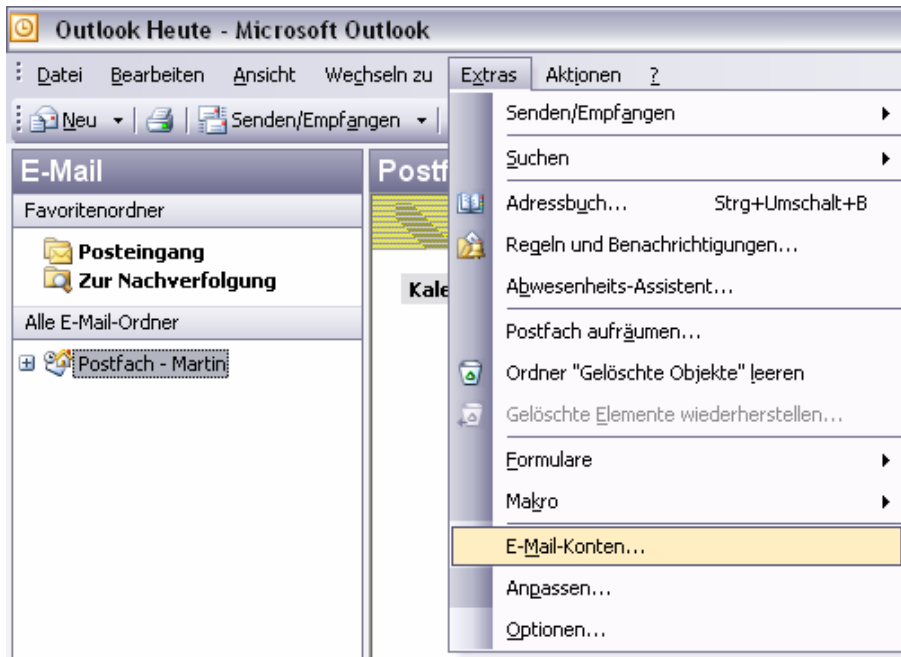 Outlook Heute - Microsoft Outlook
Datei Bearbeiten Ansicht Wechseln zu Extras Aktionen ?
Neu Senden/Empfangen
E-Mail
Favoritenordner
Posteingang
Zur Nachverfolgung
Alle E-Mail-Ordner
Postfach - Martin
Postf
Kale
Senden/Empfangen
Suchen
Adressbuch... Strg+Umschalt+B
Regeln und Benachrichtigungen...
Abwesenheits-Assistent...
Postfach aufräumen...
Ordner "Gelöschte Objekte" leeren
Gelöschte Elemente wiederherstellen...
Formulare
Makro
E-Mail-Konten...
Anpassen...
Optionen...